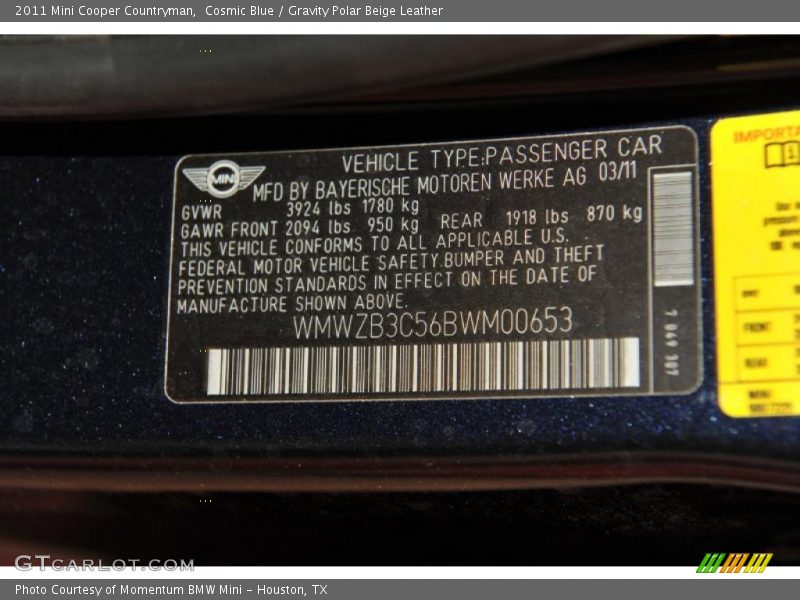 2011 Mini Cooper Countryman, Cosmic Blue / Gravity Polar Beige Leather
MINI
VEHICLE TYPE:PASSENGER CAR
MFD BY BAYERISCHE MOTOREN WERKE AG 03/11
GVWR 3924 lbs 1780 kg
GAWR FRONT 2094 lbs 950 kg REAR 1918 lbs 870 kg
THIS VEHICLE CONFORMS TO ALL APPLICABLE U.S.
FEDERAL MOTOR VEHICLE SAFETY,BUMPER AND THEFT
PREVENTION STANDARDS IN EFFECT ON THE DATE OF
MANUFACTURE SHOWN ABOVE.
WMWZB3C56BWM00653
7 049 307
IMPORTA
FRONT
REAR
GTCARLOT.COM
Photo Courtesy of Momentum BMW Mini - Houston, TX